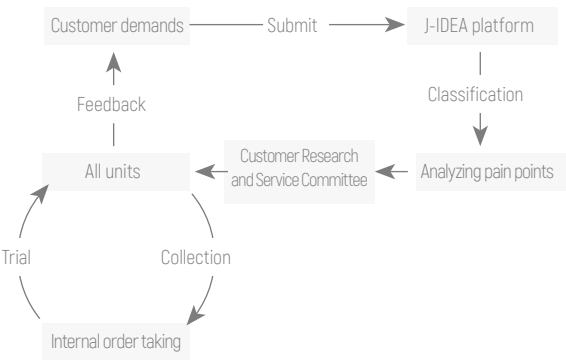 Customer demands
Submit
J-IDEA platform
Classification
Feedback
Customer Research
and Service Committee
All units
Analyzing pain points
Trial
Collection
Internal order taking